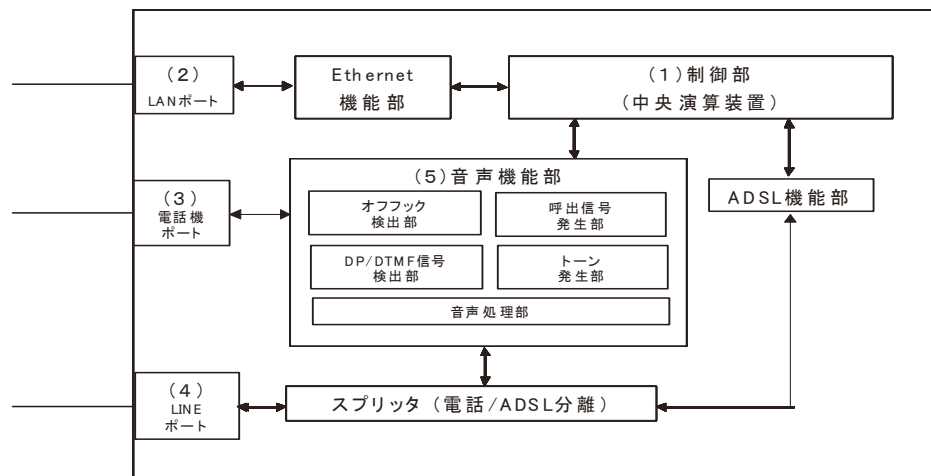 (2)
LANポート
Ethernet
機能部
(1)制御部
(中央演算装置)
(5)音声機能部
オフフック
検出部
呼出信号
発生部
DP/DTMF信号
検出部
トーン
発生部
音声処理部
(3)
電話機
ポート
ADSL機能部
(4)
LINE
ポート
スプリッタ(電話/ADSL分離)